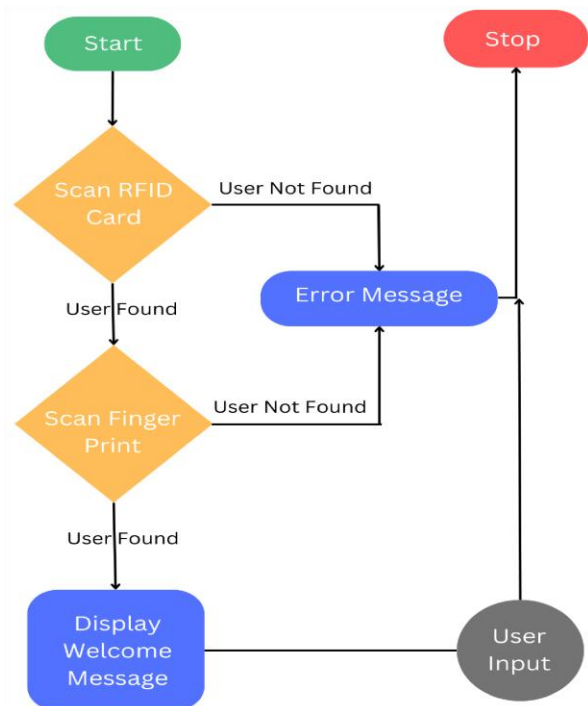 Start
Stop
Scan RFID
Card
User Not Found
Error Message
User Found
Scan Finger
Print
User Not Found
User Found
Display
Welcome
Message
User
Input